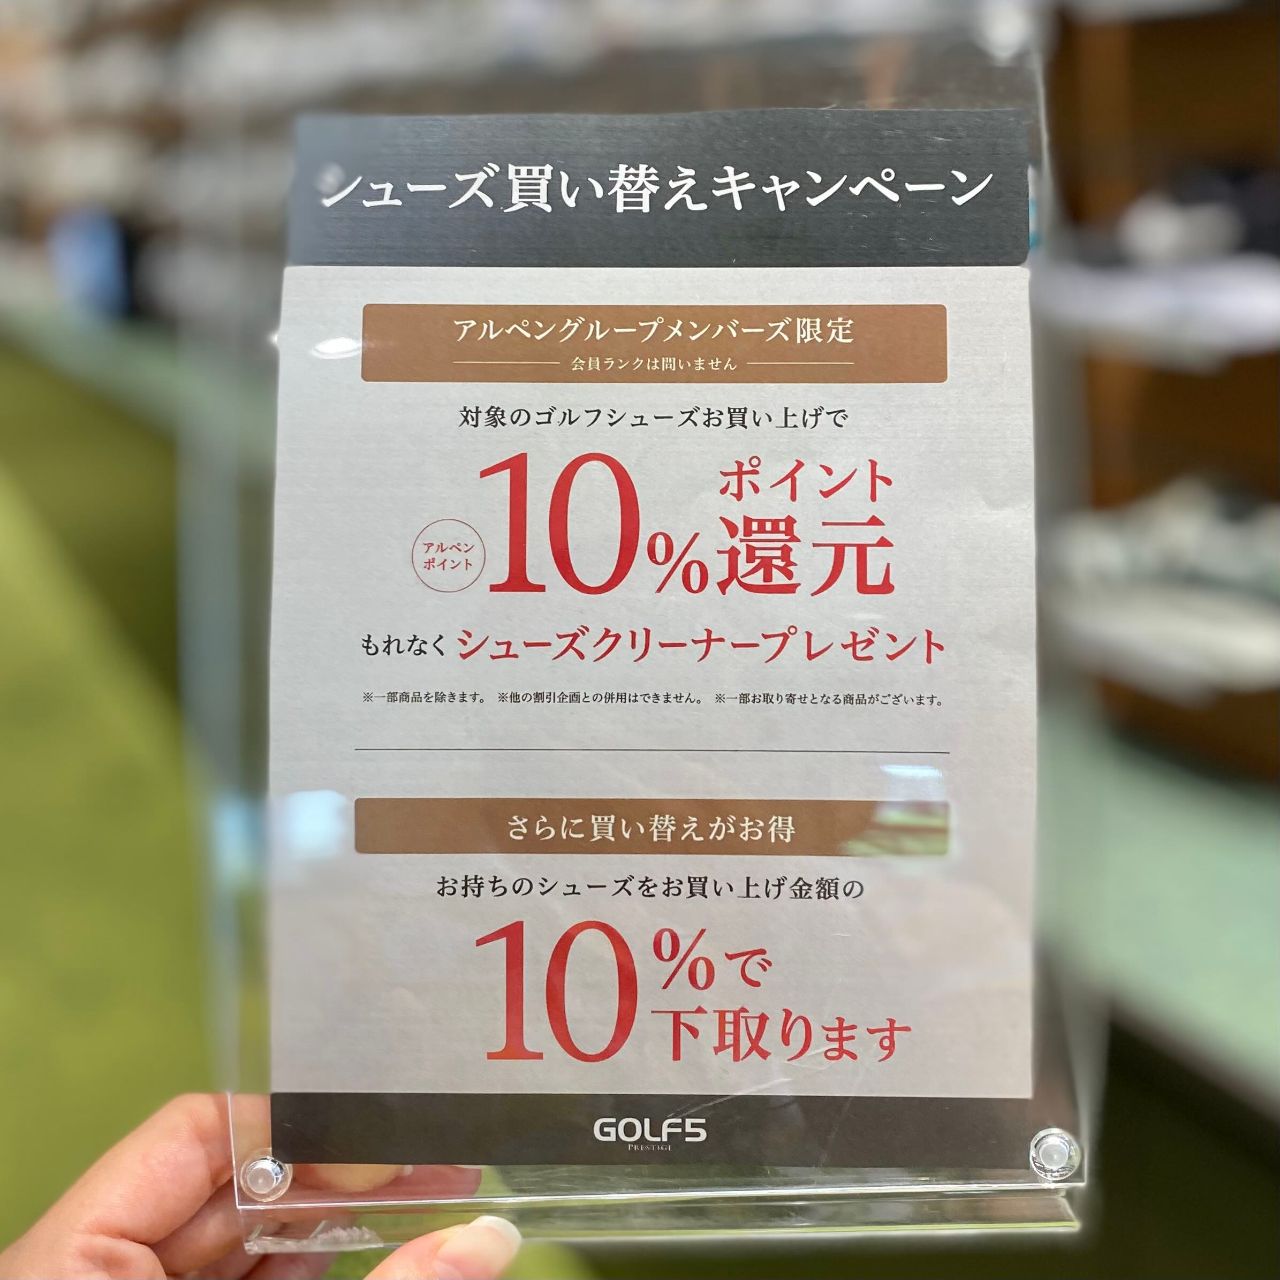 シューズ買い替えキャンペーン
アルペングループメンバーズ限定
会員ランクは問いません
対象のゴルフシューズお買い上げで
アルペン
ポイント
10%ポイント
還元
もれなくシューズクリーナープレゼント
※一部商品を除きます。 ※他の割引企画との併用はできません。 ※一部お取り寄せとなる商品がございます。
さらに買い替えがお得
お持ちのシューズをお買い上げ金額の
10%で
下取ります
GOLF5
PRESTIGE